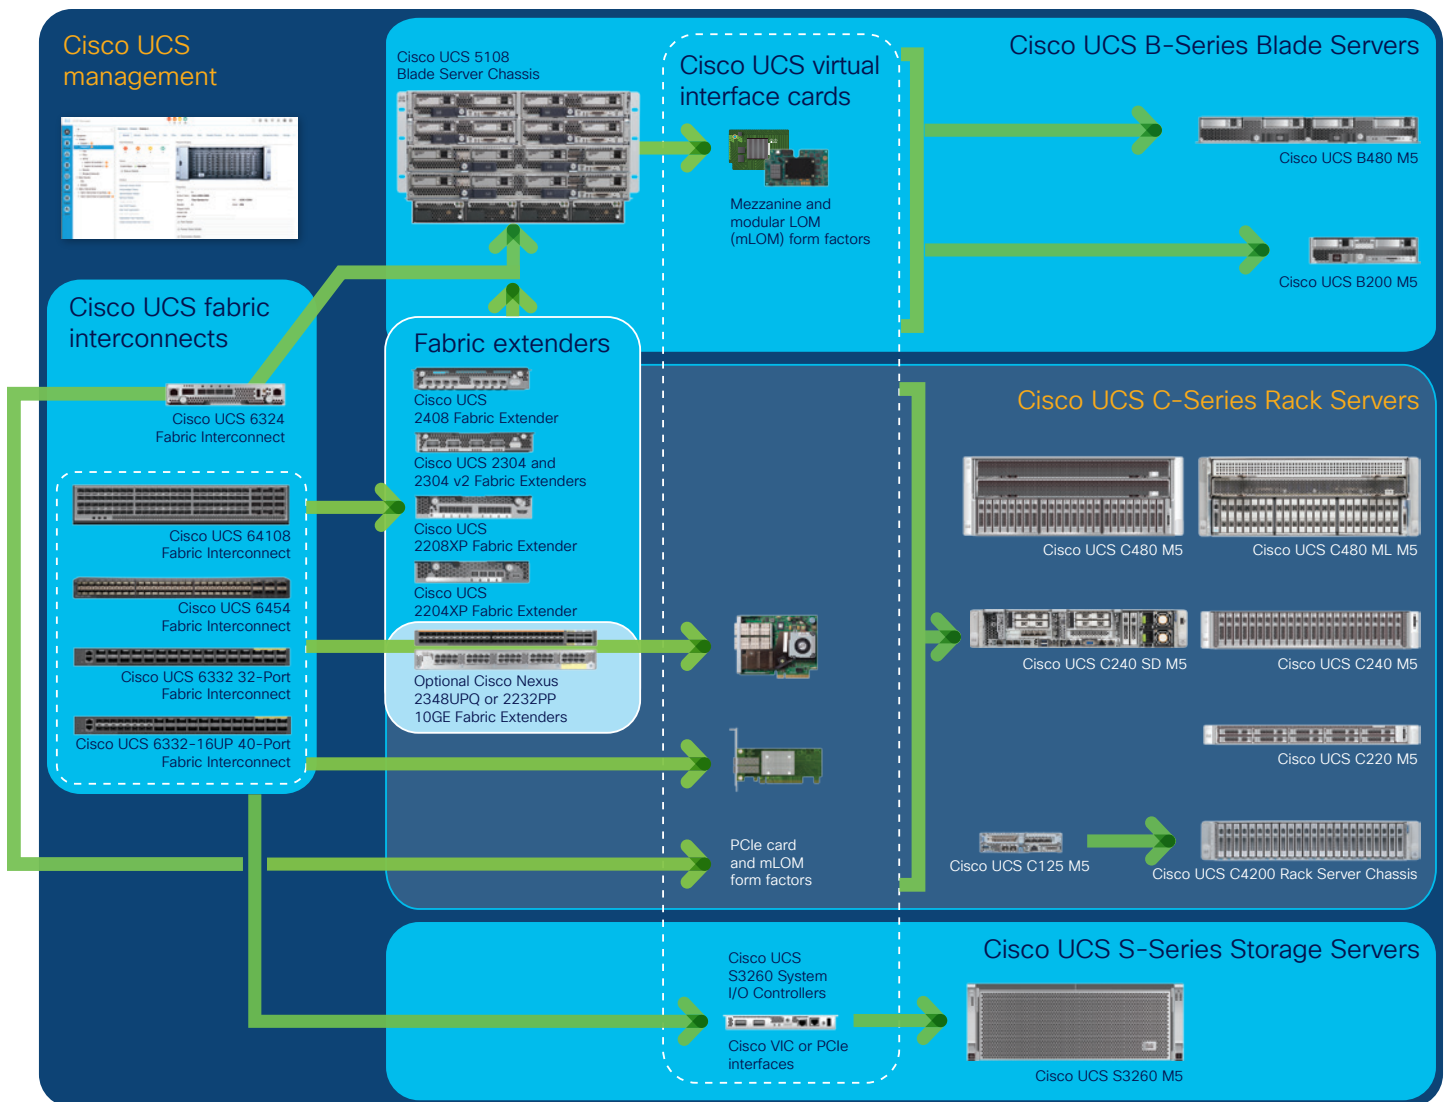 Cisco UCS
management
Cisco UCS 5108
Blade Server Chassis
Cisco UCS virtual
interface cards
Mezzanine and
modular LOM
(mLOM) form factors
Cisco UCS B-Series Blade Servers
Cisco UCS B480 M5
Cisco UCS B200 M5
Cisco UCS fabric
interconnects
Cisco UCS 6324
Fabric Interconnect
Cisco UCS 64108
Fabric Interconnect
Cisco UCS 6454
Fabric Interconnect
Cisco UCS 6332 32-Port
Fabric Interconnect
Cisco UCS 6332-16UP 40-Port
Fabric Interconnect
Fabric extenders
Cisco UCS
2408 Fabric Extender
Cisco UCS 2304 and
2304 v2 Fabric Extenders
Cisco UCS
2208XP Fabric Extender
Cisco UCS
2204XP Fabric Extender
Optional Cisco Nexus
2348UPQ or 2232PP
10GE Fabric Extenders
PCIe card
and mLOM
form factors
Cisco UCS C-Series Rack Servers
Cisco UCS C480 M5
Cisco UCS C480 ML M5
Cisco UCS C240 SD M5
Cisco UCS C240 M5
Cisco UCS C220 M5
Cisco UCS C125 M5
Cisco UCS C4200 Rack Server Chassis
Cisco UCS
S3260 System
I/O Controllers
Cisco VIC or PCIe
interfaces
Cisco UCS S-Series Storage Servers
Cisco UCS S3260 M5